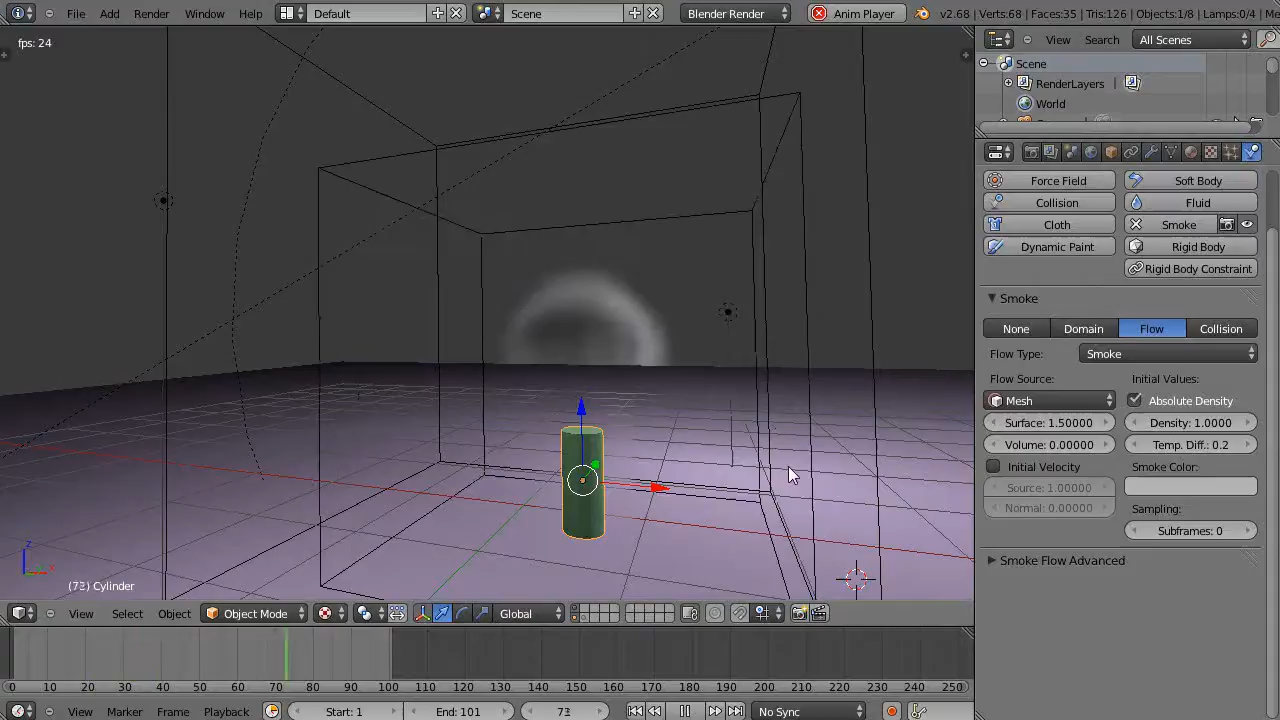 File Add Render Window Help Default Scene Blender Render Anim Player v2.68 | Verts:68 | Faces:35 | Tris:126 | Objects:1/8 | Lamps:0/4 | Me
fps: 24
View Search All Scenes
Scene
RenderLayers
World
Force Field Soft Body
Collision Fluid
Cloth Smoke
Dynamic Paint Rigid Body
Rigid Body Constraint
Smoke
None Domain Flow Collision
Flow Type: Smoke
Flow Source: Initial Values:
Mesh Absolute Density
Surface: 1.50000 Density: 1.0000
Volume: 0.00000 Temp. Diff.: 0.2
Initial Velocity Smoke Color:
Source: 1.00000
Normal: 0.00000 Sampling:
Subframes: 0
Smoke Flow Advanced
z
x
(73) Cylinder
View Select Object Object Mode Global
0 10 20 30 40 50 60 70 80 90 100 110 120 130 140 150 160 170 180 190 200 210 220 230 240 250
View Marker Frame Playback Start: 1 End: 101 73 No Sync